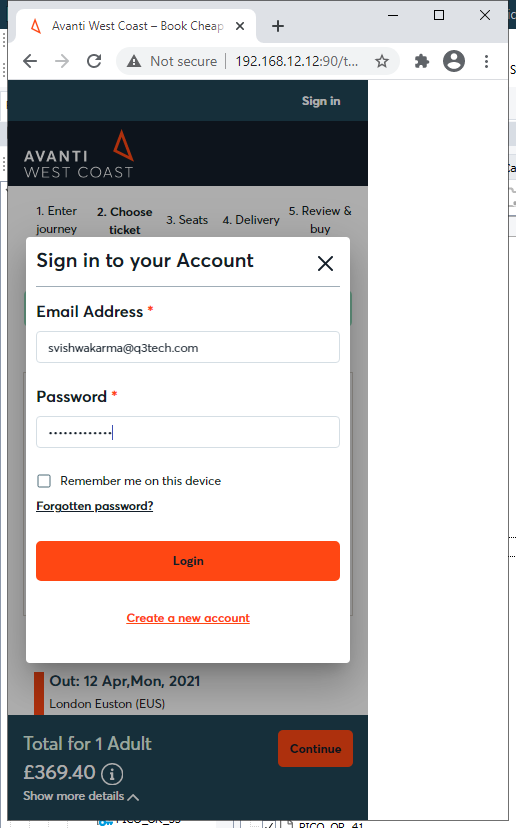 Avanti West Coast – Book Cheap
Not secure | 192.168.12.12:90/t...
Sign in
AVANTI
WEST COAST
1. Enter journey
2. Choose ticket
3. Seats
4. Delivery
5. Review & buy
Sign in to your Account
Email Address *
svishwakarma@q3tech.com
Password *
•••••••••••••
Remember me on this device
Forgotten password?
Login
Create a new account
Out: 12 Apr,Mon, 2021
London Euston (EUS)
Total for 1 Adult
£369.40
Continue
Show more details